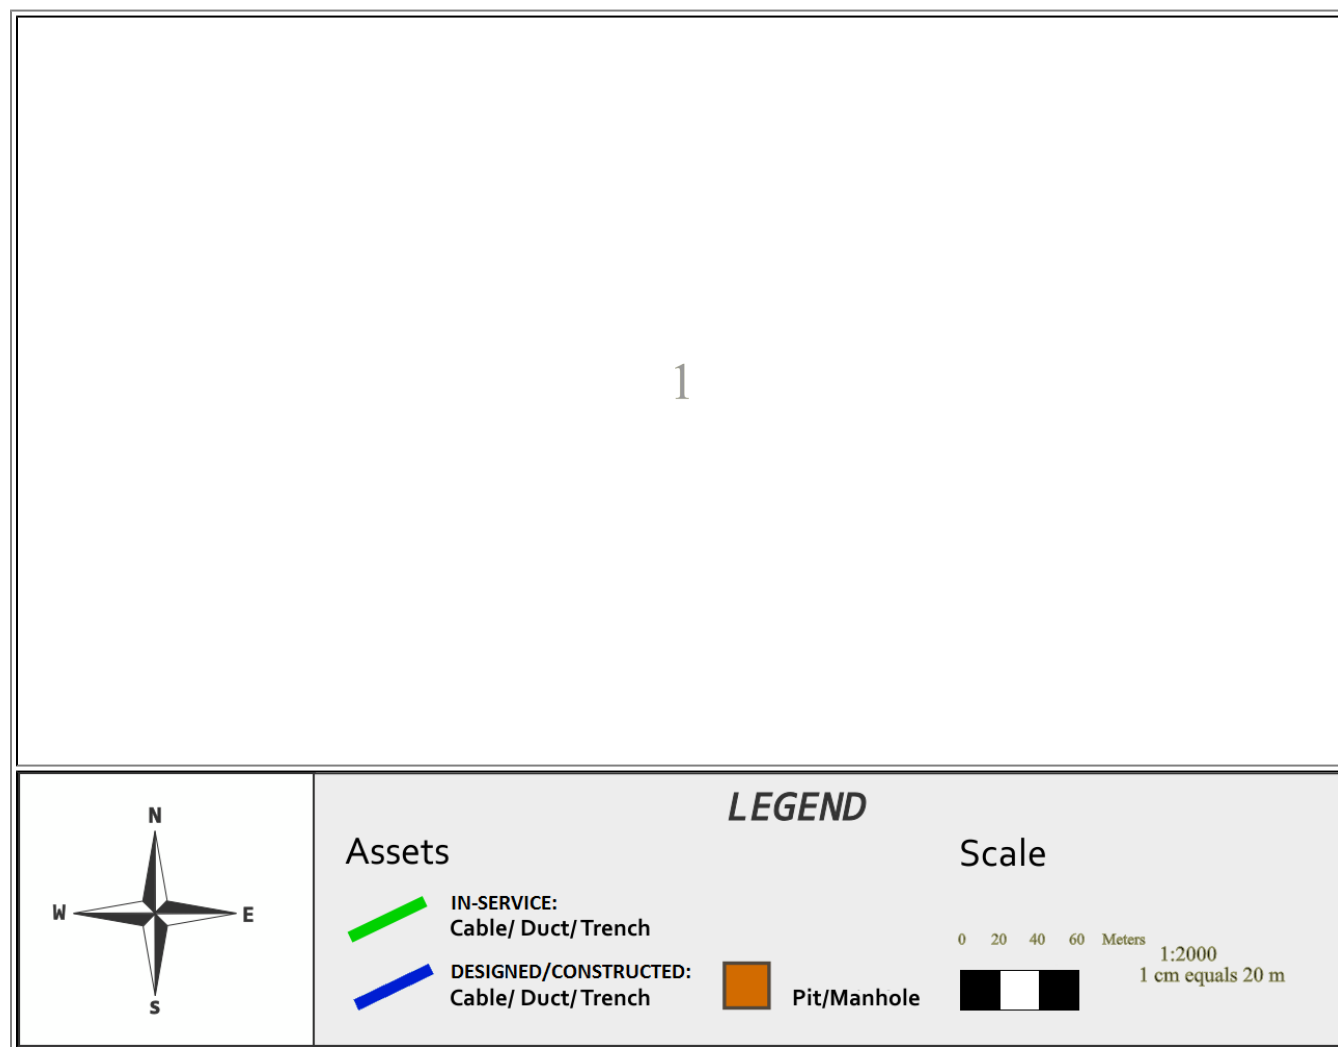 1
N
W
E
S
LEGEND
Assets
IN-SERVICE:
Cable/ Duct/ Trench
DESIGNED/CONSTRUCTED:
Cable/ Duct/ Trench
Pit/Manhole
Scale
0 20 40 60 Meters
1:2000
1 cm equals 20 m